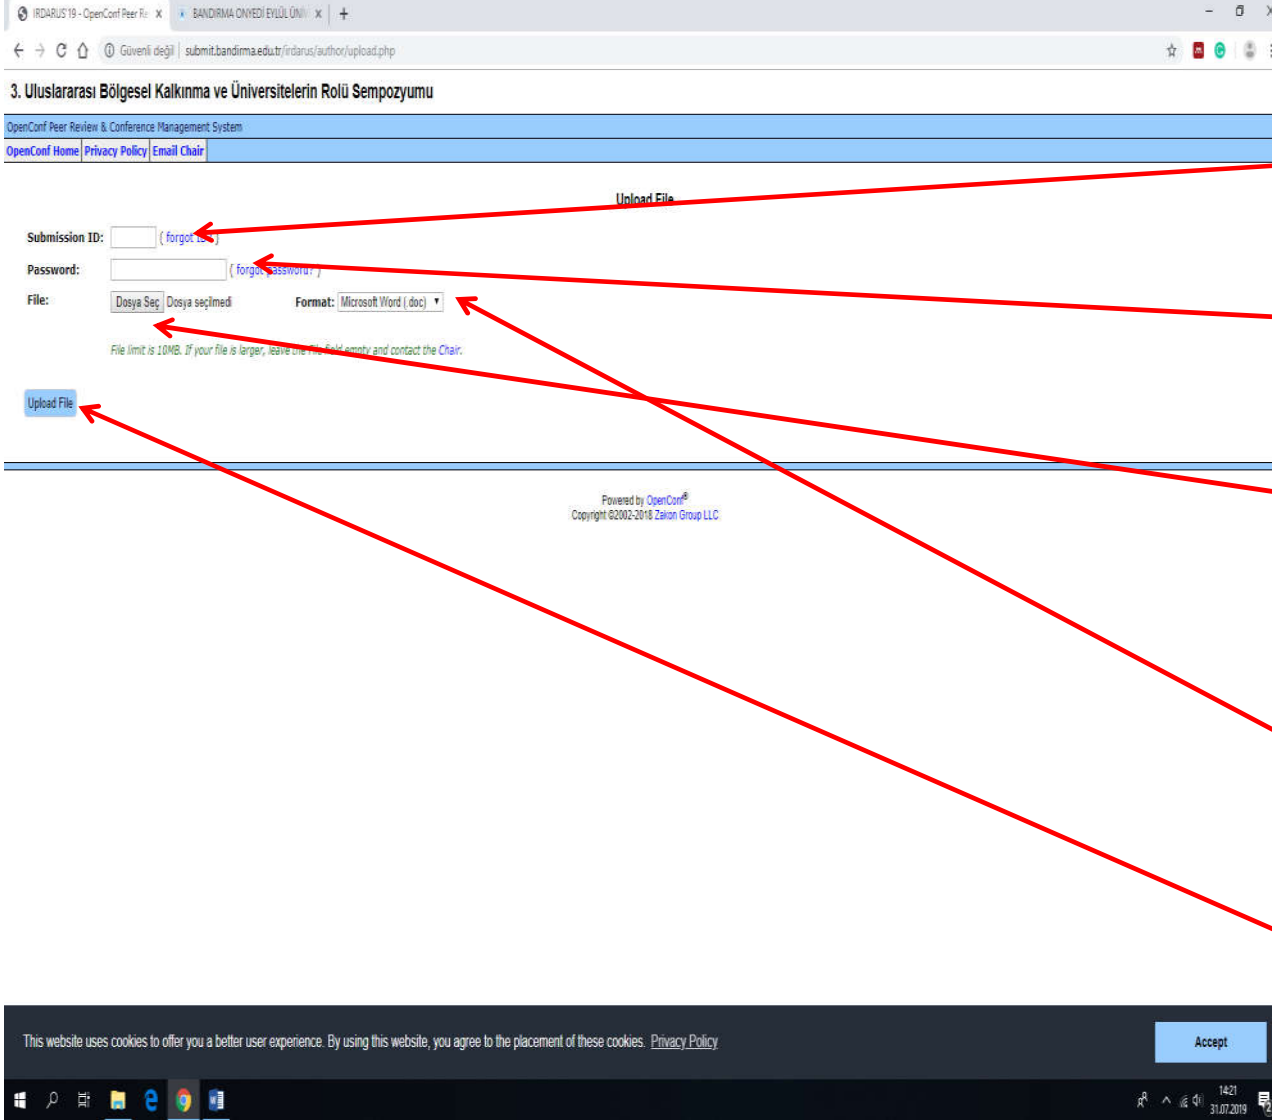 IRDARUS'19 - OpenConf Peer Re
BANDIRMA ONYEDİ EYLÜL ÜNİ
Güvenli değil | submit.bandirma.edu.tr/irdarus/author/upload.php
3. Uluslararası Bölgesel Kalkınma ve Üniversitelerin Rolü Sempozyumu
OpenConf Peer Review & Conference Management System
OpenConf Home Privacy Policy Email Chair
Upload File
Submission ID: ( forgot ID? )
Password: ( forgot password? )
File: Dosya Seç Dosya seçilmedi Format: Microsoft Word (.doc)
File limit is 10MB. If your file is larger, leave the File field empty and contact the Chair.
Upload File
Powered by OpenConf®
Copyright ©2002-2018 Zakon Group LLC
This website uses cookies to offer you a better user experience. By using this website, you agree to the placement of these cookies. Privacy Policy
Accept
14:21
31.07.2019